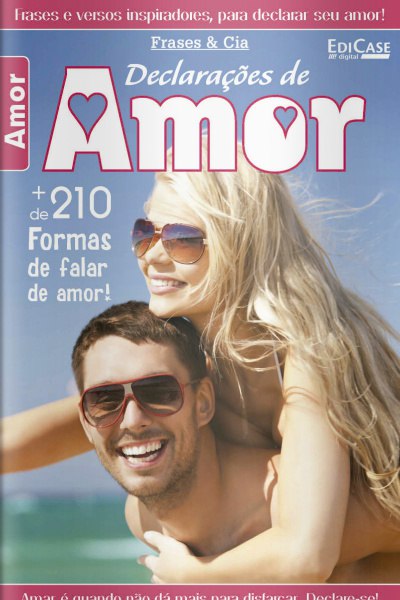 Frases e versos inspiradores, para declarar seu amor!
Frases & Cia
EDICASE
digital
Amor
Declarações de
Amor
+ de 210
Formas
de falar
de amor!
Amar é quando não dá mais para disfarçar. Declare-se!